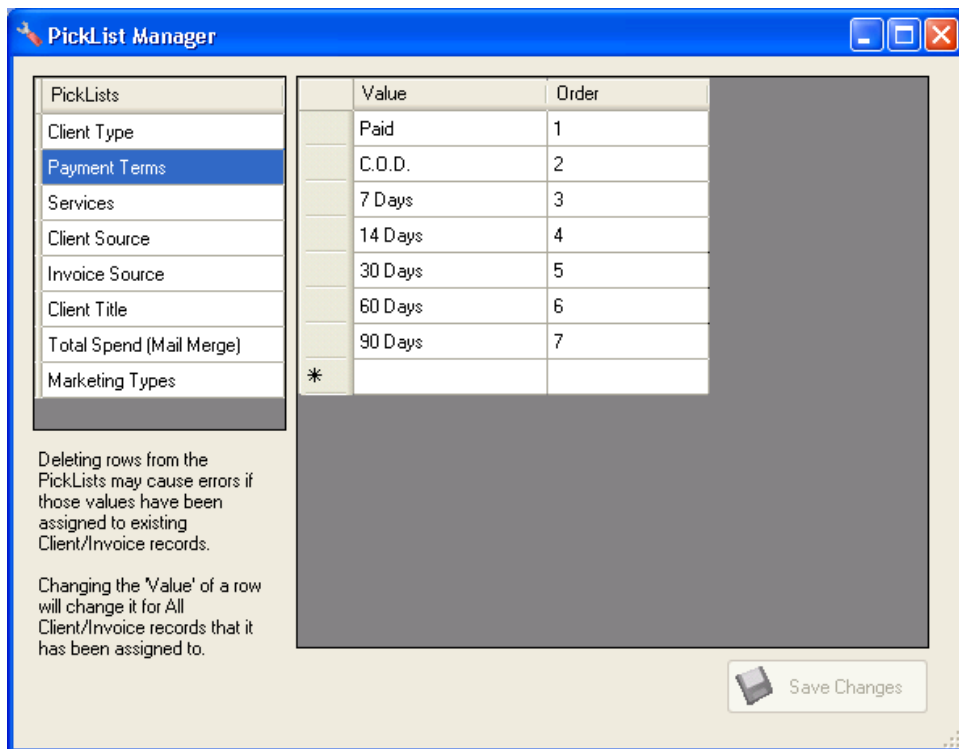 PickList Manager
PickLists
Client Type
Payment Terms
Services
Client Source
Invoice Source
Client Title
Total Spend (Mail Merge)
Marketing Types
Value Order
Paid 1
C.O.D. 2
7 Days 3
14 Days 4
30 Days 5
60 Days 6
90 Days 7
*
Deleting rows from the
PickLists may cause errors if
those values have been
assigned to existing
Client/Invoice records.
Changing the 'Value' of a row
will change it for All
Client/Invoice records that it
has been assigned to.
Save Changes